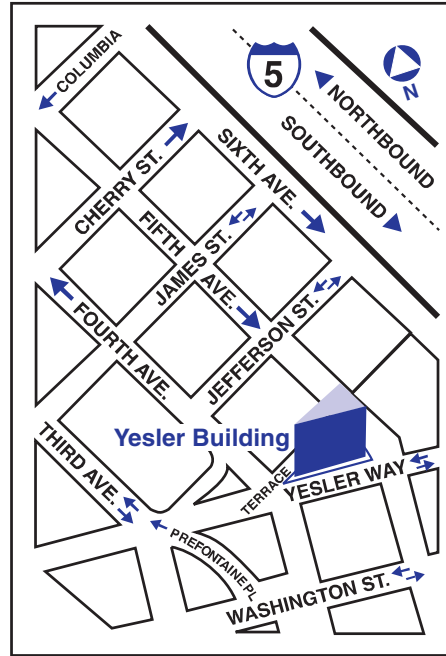 COLUMBIA
5
N
NORTHBOUND
SOUTHBOUND
SIXTH AVE.
CHERRY ST.
FIFTH AVE.
JAMES ST.
FOURTH AVE.
JEFFERSON ST.
Yesler Building
THIRD AVE.
TERRACE
YESLER WAY
PREFONTAINE PL
WASHINGTON ST.